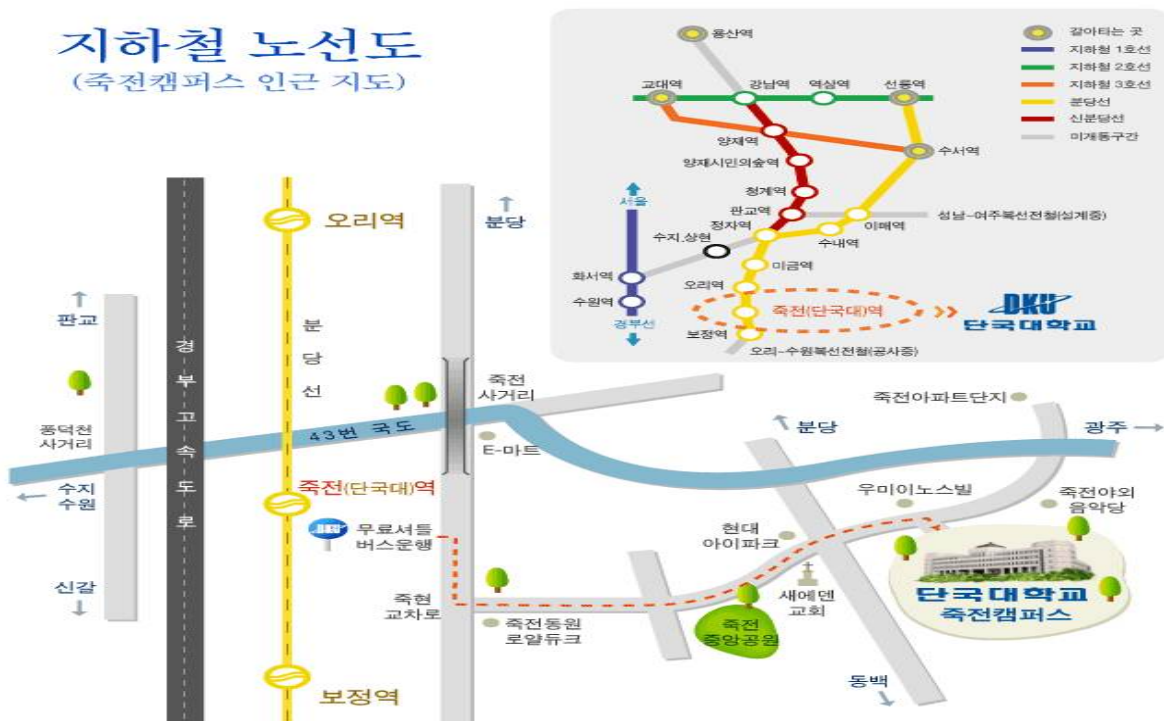 지하철 노선도
(죽전캠퍼스 인근 지도)
용산역
교대역
강남역
역삼역
선릉역
양재역
수서역
양재시민의숲역
청계역
판교역
정자역
이매역
성남-여주복선전철(설계중)
수내역
수지.상현
미금역
오리역
죽전(단국대)역
보정역
오리-수원복선전철(공사중)
서울
화서역
수원역
경부선
갈아타는 곳
지하철 1호선
지하철 2호선
지하철 3호선
분당선
신분당선
미개통구간
DKU
단국대학교
오리역
분당
판교
분당선
경부고속도로
죽전
사거리
풍덕천
사거리
43번 국도
E-마트
수지
수원
죽전(단국대)역
DKU
무료셔틀
버스운행
신갈
죽현
교차로
죽전동원
로얄듀크
보정역
죽전
중앙공원
새에덴
교회
현대
아이파크
분당
동백
우미이노스빌
죽전아파트단지
광주
죽전야외
음악당
단국대학교
죽전캠퍼스